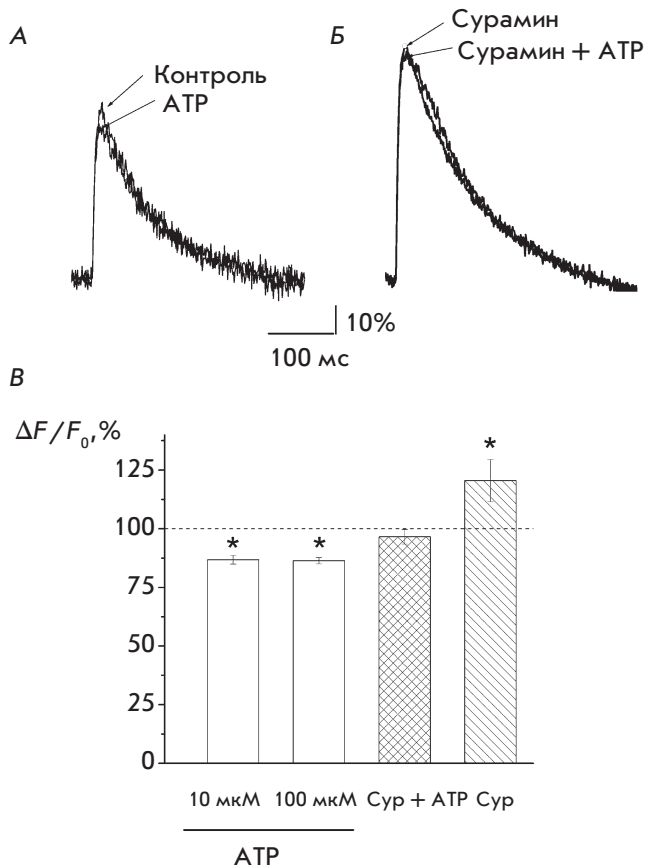 А
Контроль
АТР
Б
Сурамин
Сурамин + АТР
10%
100 мс
В
ΔF/F₀,%
125
100
75
50
25
0
* * *
10 мкМ 100 мкМ Сур + АТР Сур
АТР